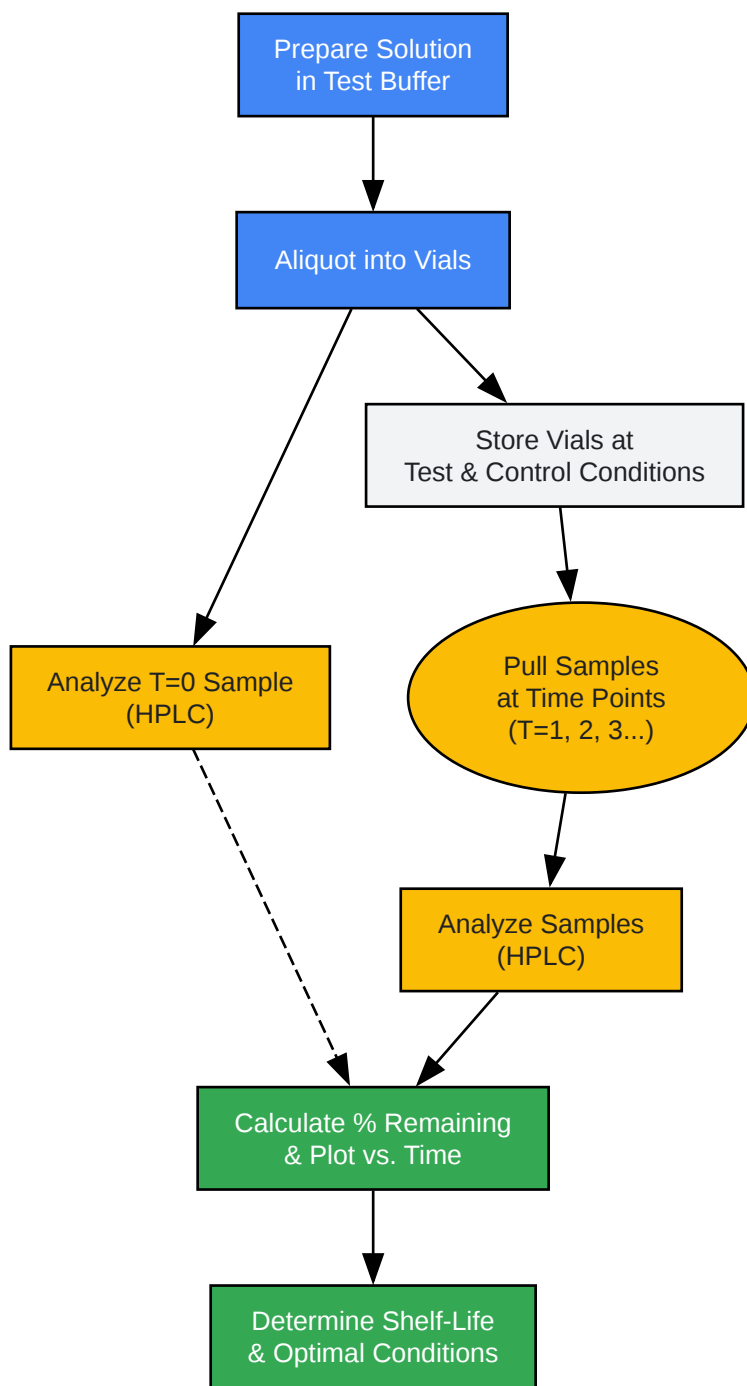 Prepare Solution
in Test Buffer
Aliquot into Vials
Store Vials at
Test & Control Conditions
Analyze T=0 Sample
(HPLC)
Pull Samples
at Time Points
(T=1, 2, 3...)
Analyze Samples
(HPLC)
Calculate % Remaining
& Plot vs. Time
Determine Shelf-Life
& Optimal Conditions